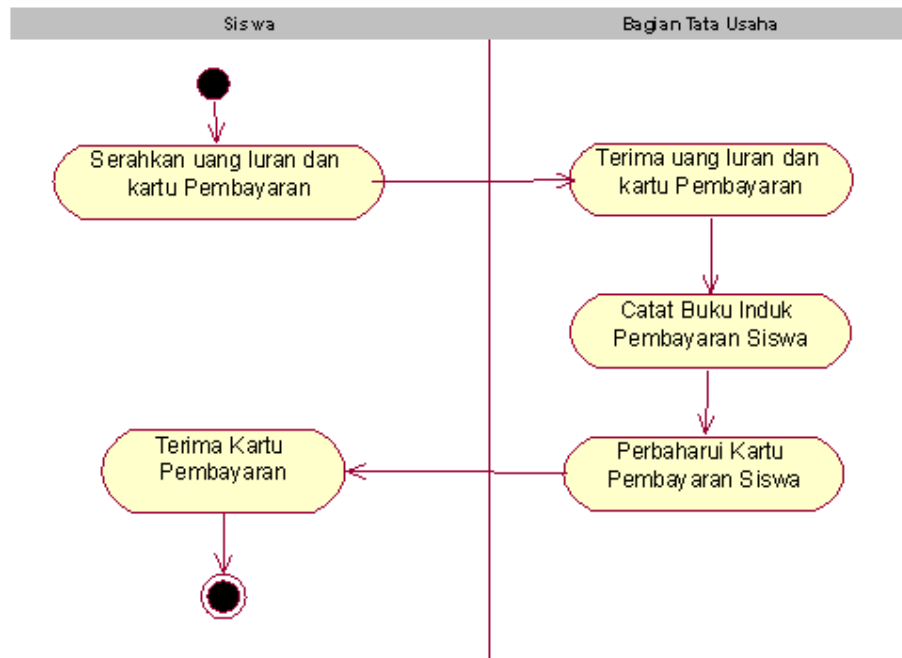 Siswa
Bagian Tata Usaha
Serahkan uang Iuran dan
kartu Pembayaran
Terima uang Iuran dan
kartu Pembayaran
Catat Buku Induk
Pembayaran Siswa
Terima Kartu
Pembayaran
Perbaharui Kartu
Pembayaran Siswa